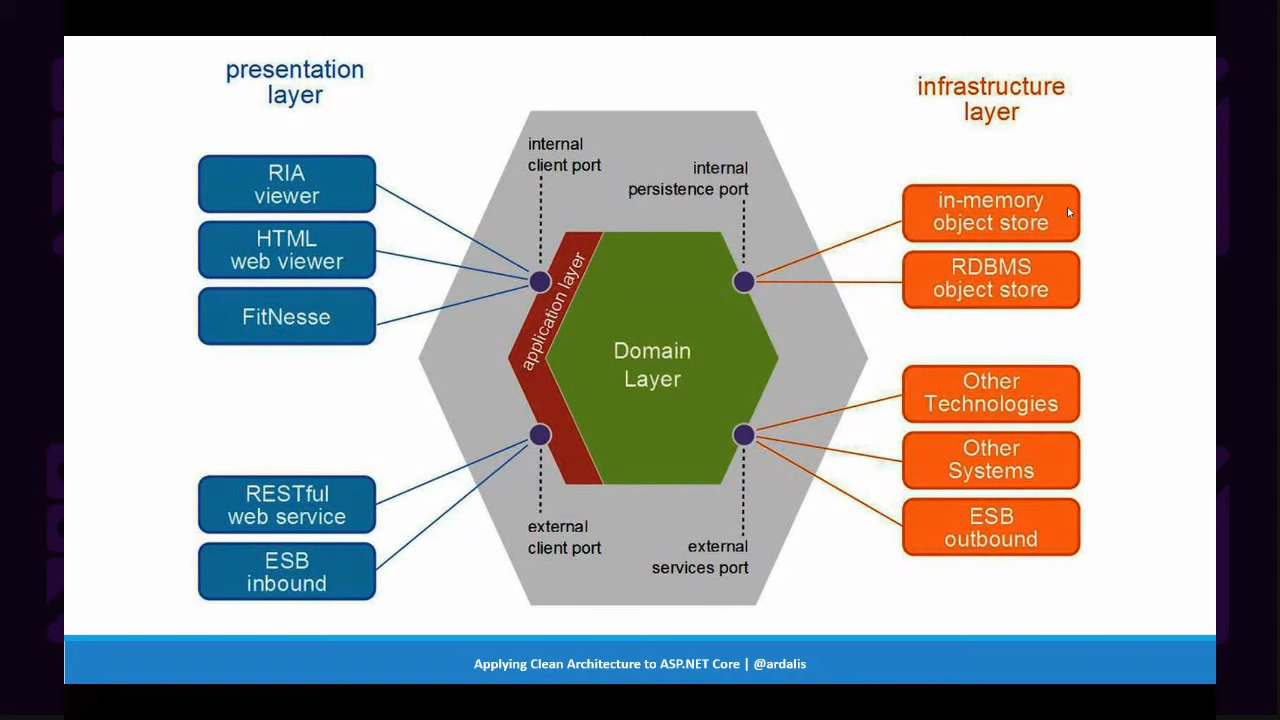 presentation
layer
RIA
viewer
HTML
web viewer
FitNesse
RESTful
web service
ESB
inbound
internal
client port
internal
persistence port
application layer
Domain
Layer
external
client port
external
services port
infrastructure
layer
in-memory
object store
RDBMS
object store
Other
Technologies
Other
Systems
ESB
outbound
Applying Clean Architecture to ASP.NET Core | @ardalis